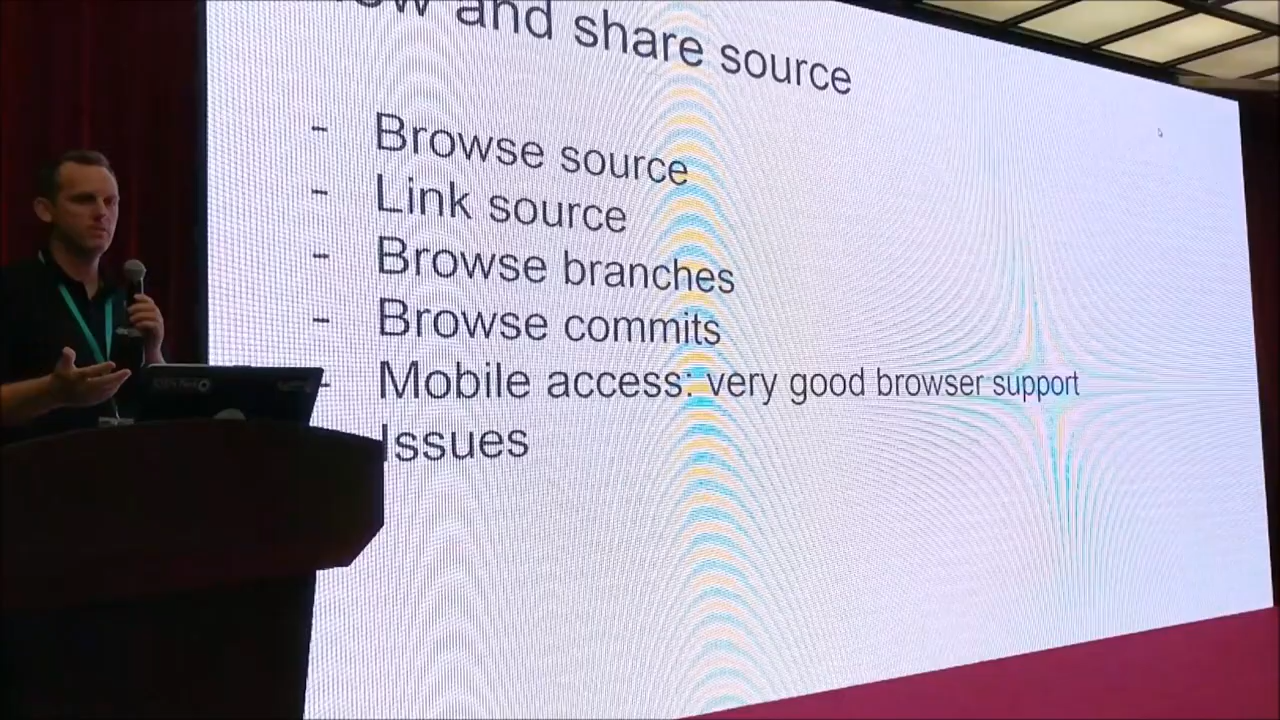 and share source
- Browse source
- Link source
- Browse branches
- Browse commits
- Mobile access: very good browser support
Issues